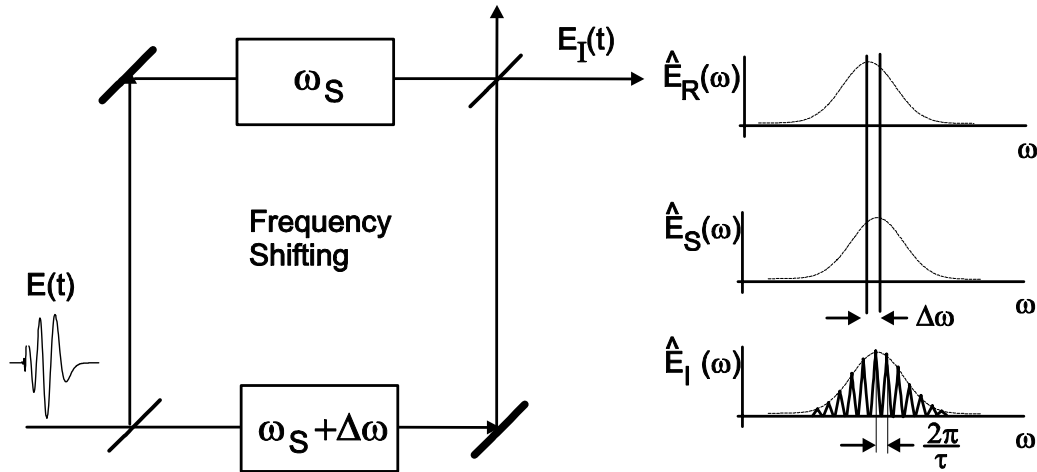 E_I(t)
ω_S
Ê_R(ω)
ω
Frequency
Shifting
Ê_S(ω)
ω
E(t)
Δω
Ê_I (ω)
ω_S +Δω
2π
τ
ω